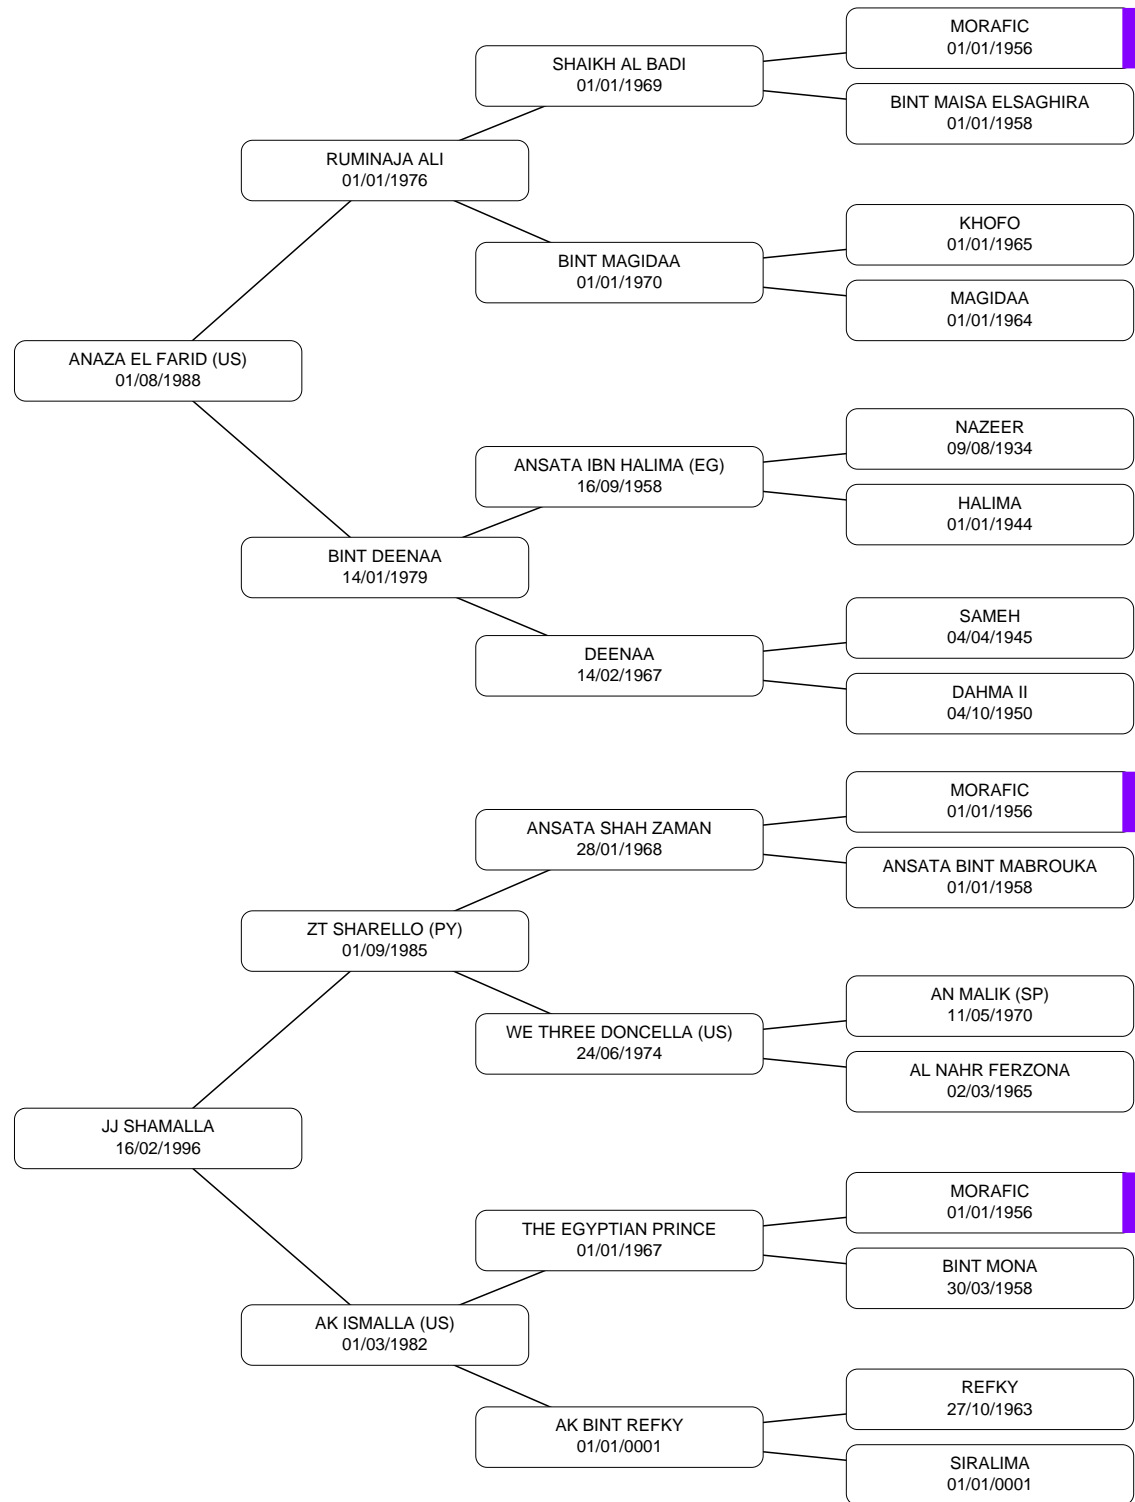 MORAFIC
01/01/1956
SHAIKH AL BADI
01/01/1969
BINT MAISA ELSAGHIRA
01/01/1958
RUMINAJA ALI
01/01/1976
KHOFO
01/01/1965
BINT MAGIDAA
01/01/1970
MAGIDAA
01/01/1964
ANAZA EL FARID (US)
01/08/1988
NAZEER
09/08/1934
ANSATA IBN HALIMA (EG)
16/09/1958
HALIMA
01/01/1944
BINT DEENAA
14/01/1979
SAMEH
04/04/1945
DEENAA
14/02/1967
DAHMA II
04/10/1950
MORAFIC
01/01/1956
ANSATA SHAH ZAMAN
28/01/1968
ANSATA BINT MABROUKA
01/01/1958
ZT SHARELLO (PY)
01/09/1985
AN MALIK (SP)
11/05/1970
WE THREE DONCELLA (US)
24/06/1974
AL NAHR FERZONA
02/03/1965
JJ SHAMALLA
16/02/1996
MORAFIC
01/01/1956
THE EGYPTIAN PRINCE
01/01/1967
BINT MONA
30/03/1958
AK ISMALLA (US)
01/03/1982
REFKY
27/10/1963
AK BINT REFKY
01/01/0001
SIRALIMA
01/01/0001